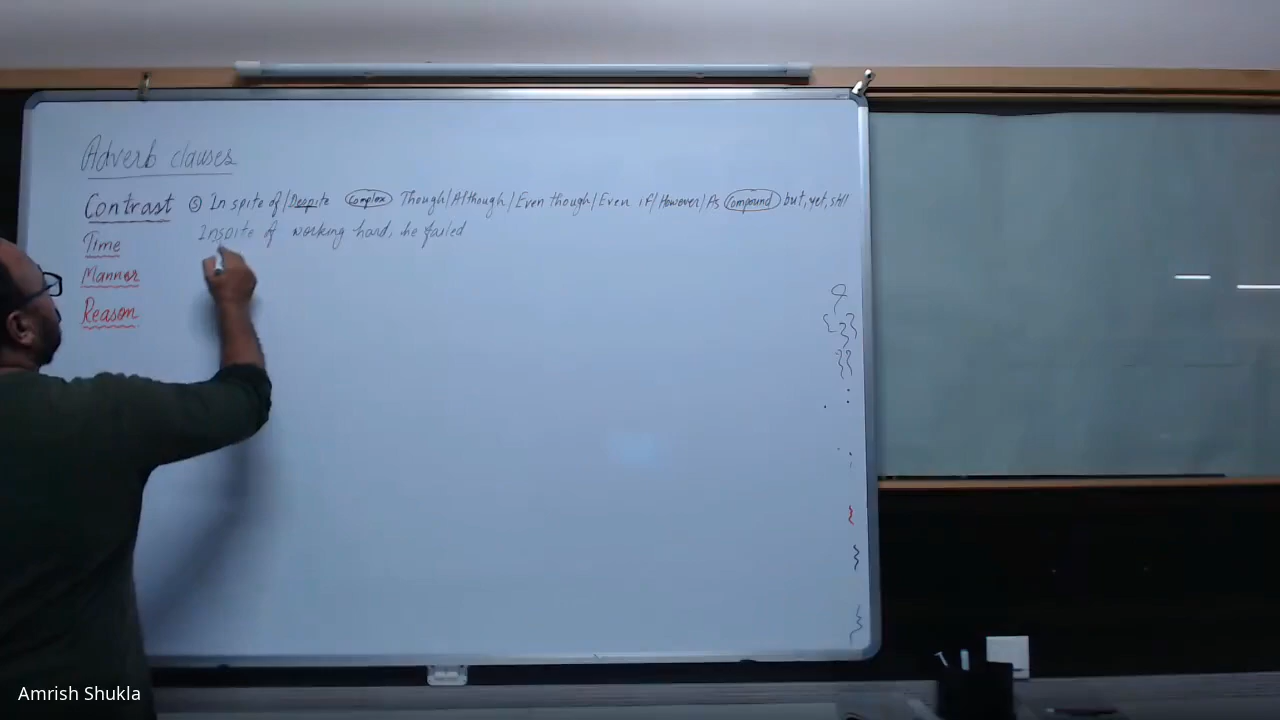 Adverb clauses
Contrast Ⓢ In spite of/Despite Complex Though/Although/Even though/Even if/However/As Compound but, yet, still
Time Inspite of working hard, he failed
Manner
Reason
Amrish Shukla